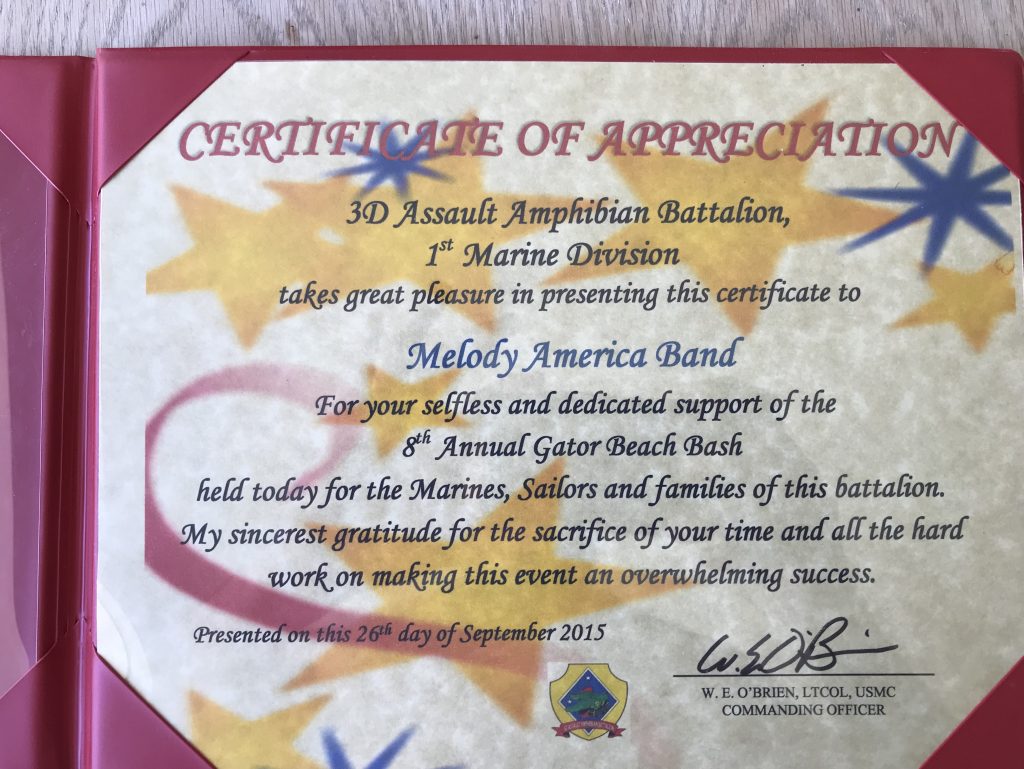 CERTIFICATE OF APPRECIATION
3D Assault Amphibian Battalion,
1st Marine Division
takes great pleasure in presenting this certificate to
Melody America Band
For your selfless and dedicated support of the
8th Annual Gator Beach Bash
held today for the Marines, Sailors and families of this battalion.
My sincerest gratitude for the sacrifice of your time and all the hard
work on making this event an overwhelming success.
Presented on this 26th day of September 2015
W. E. O'Bri
W. E. O'BRIEN, LTCOL, USMC
COMMANDING OFFICER